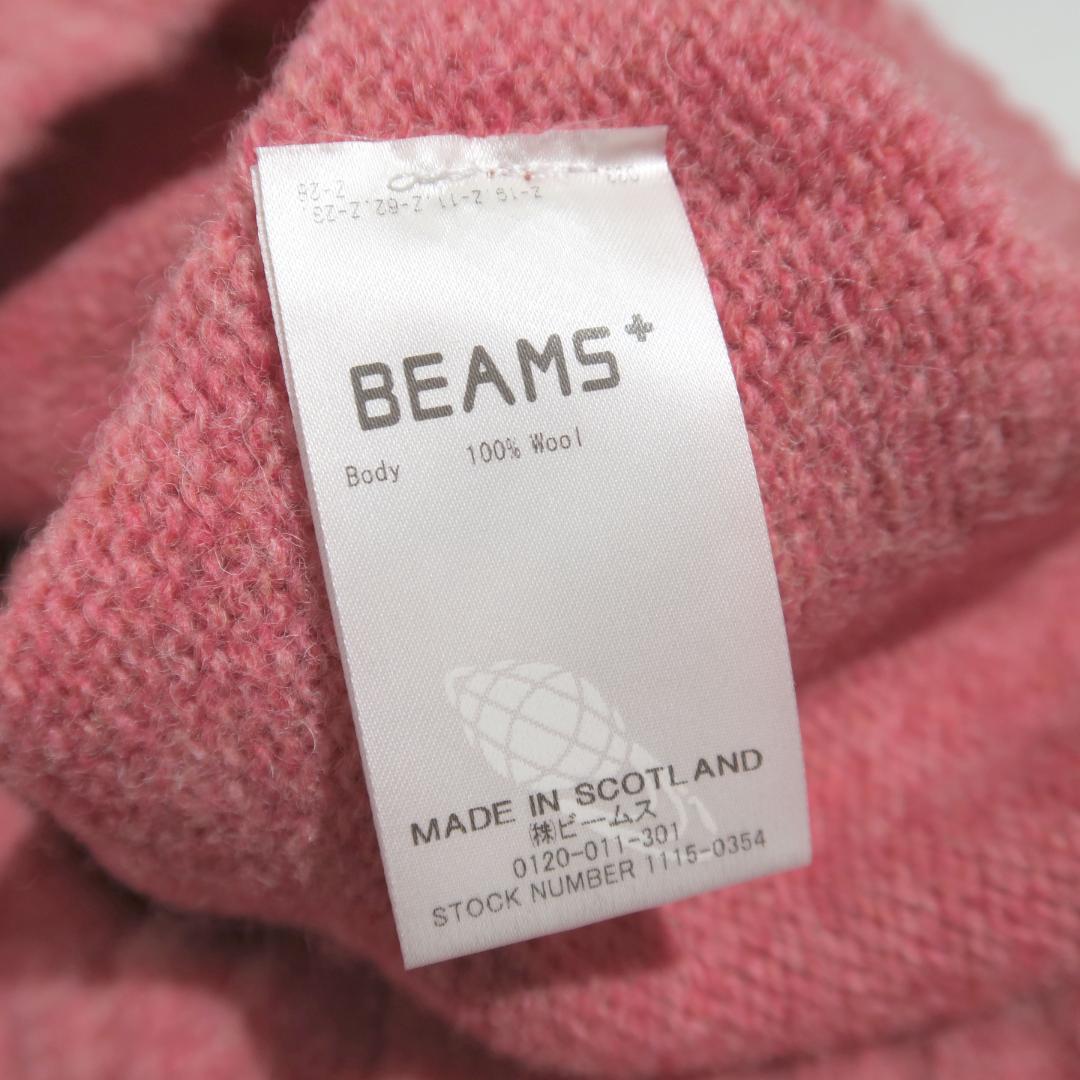 BEAMS+
Body 100% Wool
MADE IN SCOTLAND
㈱ビームス
0120-011-301
STOCK NUMBER 1115-0354